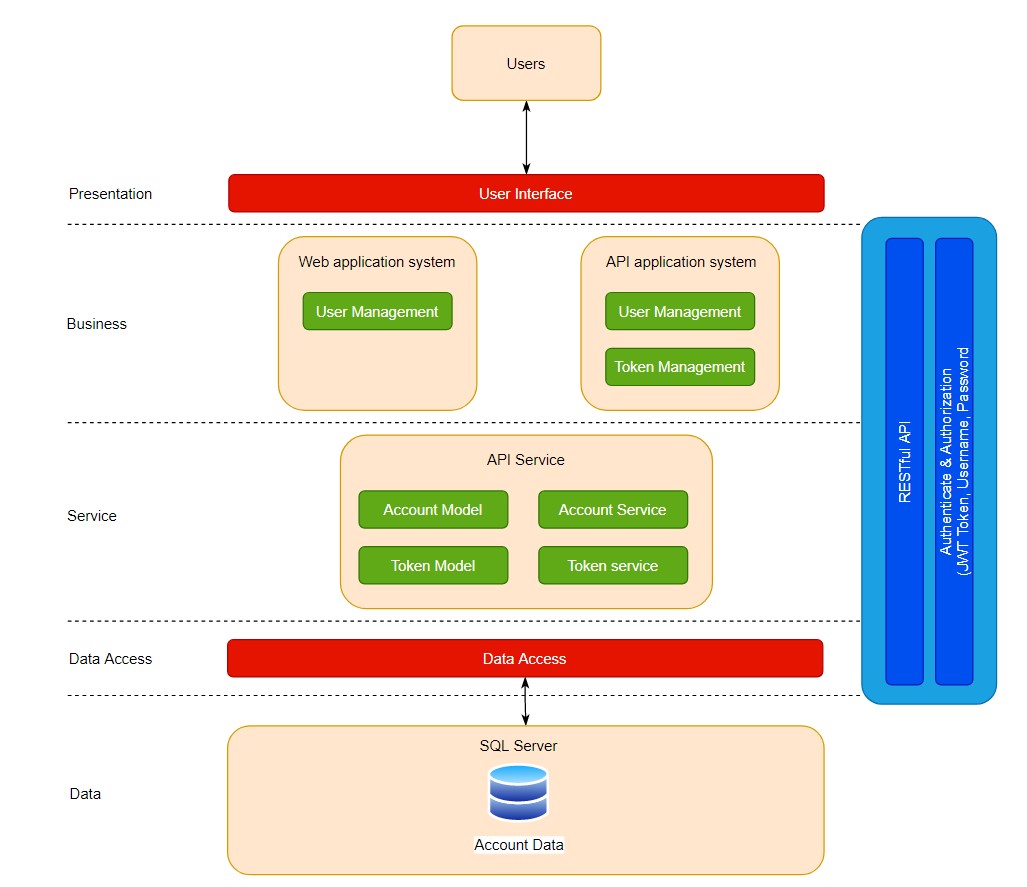 Users
Presentation
User Interface
Web application system
API application system
Business
User Management
User Management
Token Management
API Service
Service
Account Model
Account Service
Token Model
Token service
RESTful API
Authenticate & Authorization
(JWT Token, Username, Password
Data Access
Data Access
SQL Server
Data
Account Data